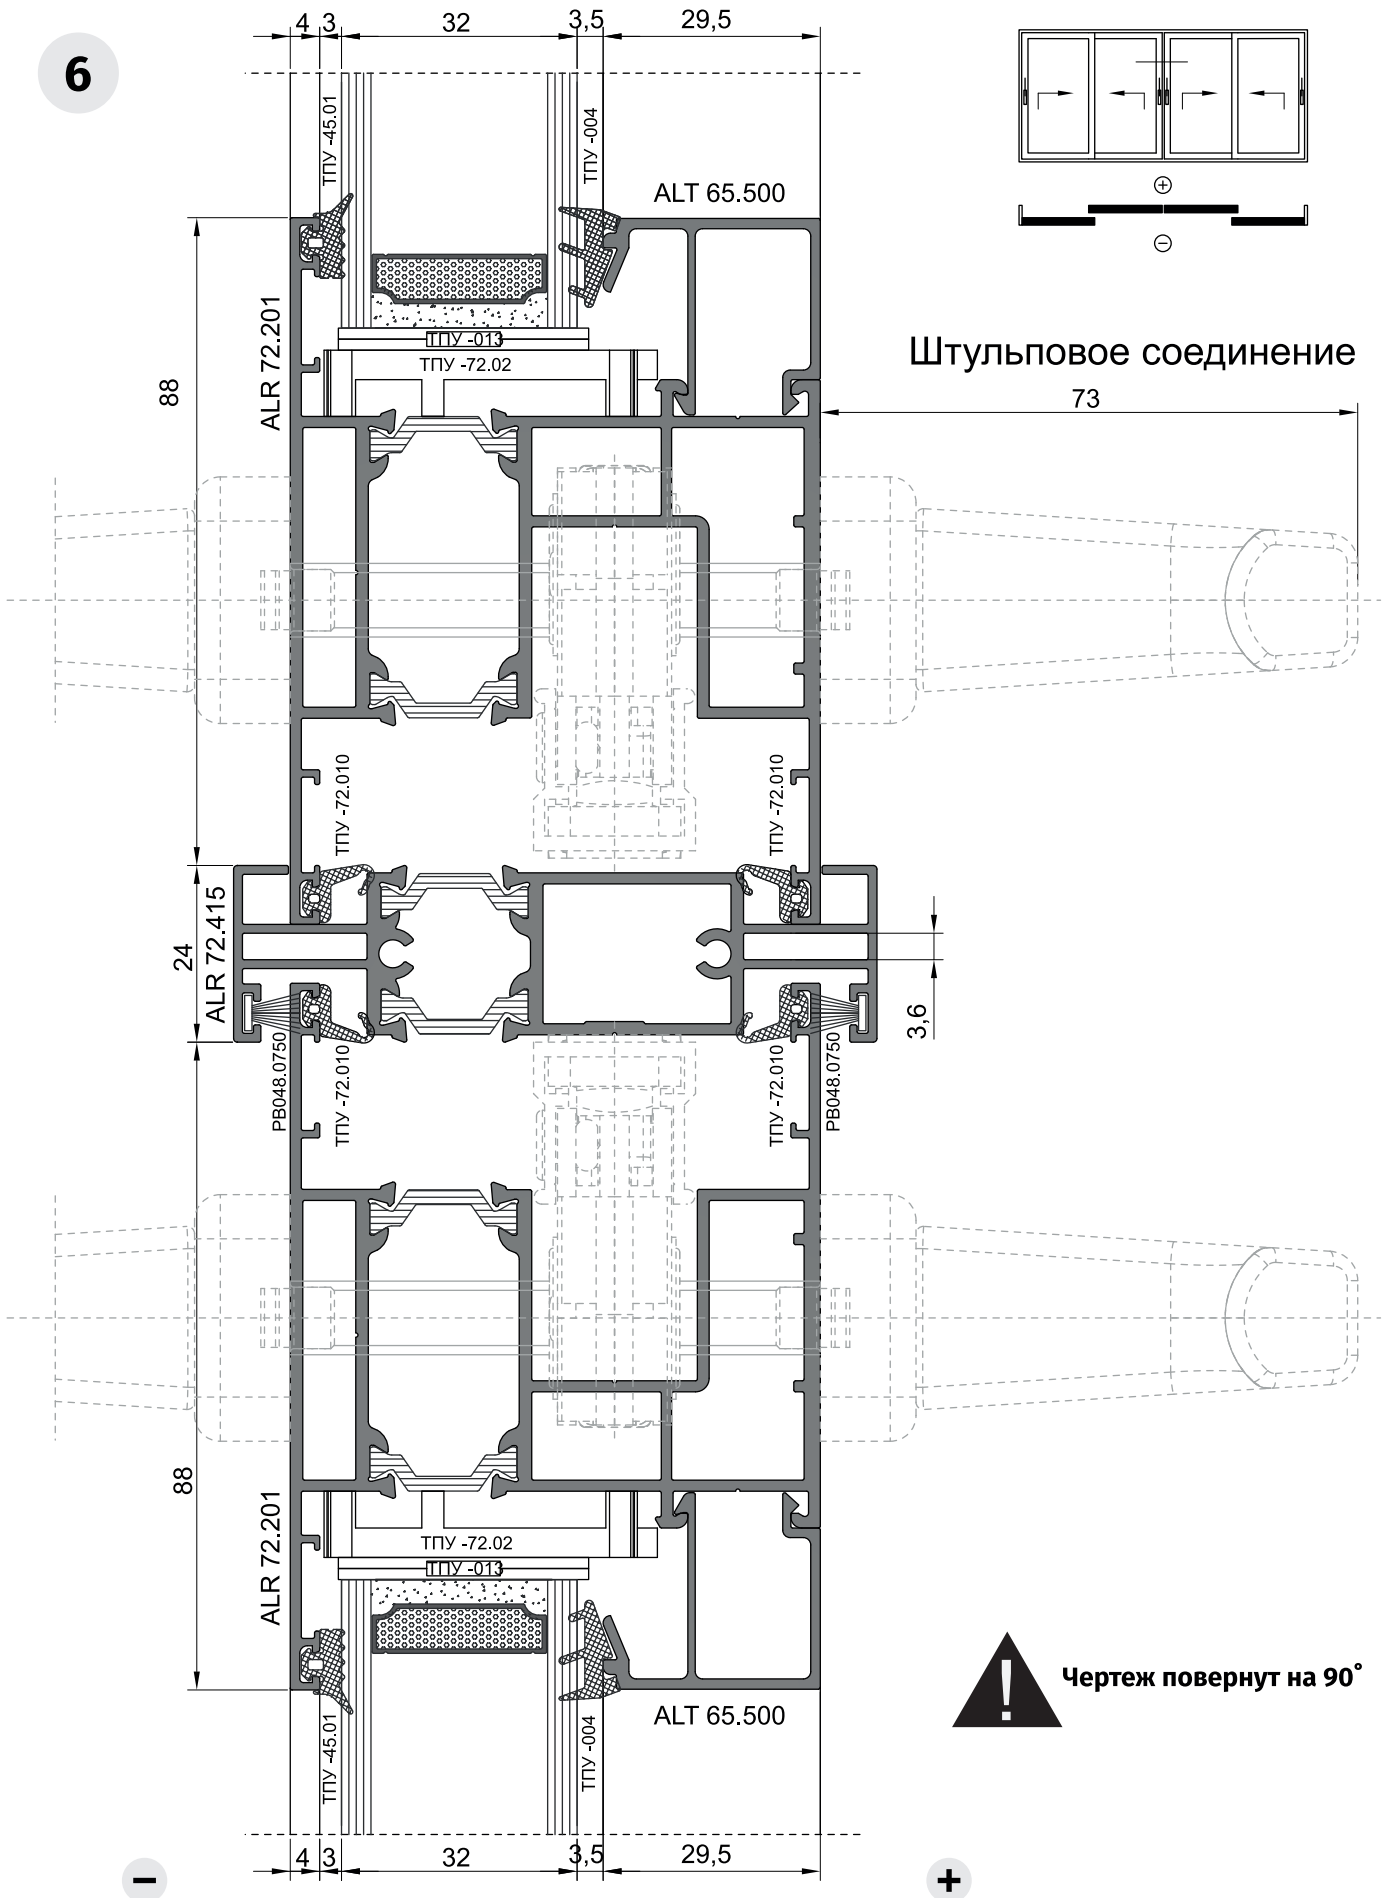 4 3 32 3,5 29,5
6
ТПУ -45.01
ТПУ -004
ALT 65.500
+
−
ALR 72.201
ТПУ -013
ТПУ -72.02
88
Штульповое соединение
73
ТПУ -72.010
ТПУ -72.010
24
ALR 72.415
3,6
PB048.0750
ТПУ -72.010
ТПУ -72.010
PB048.0750
88
ALR 72.201
ТПУ -72.02
ТПУ -013
! Чертеж повернут на 90°
ALT 65.500
ТПУ -45.01
ТПУ -004
4 3 32 3,5 29,5
− +